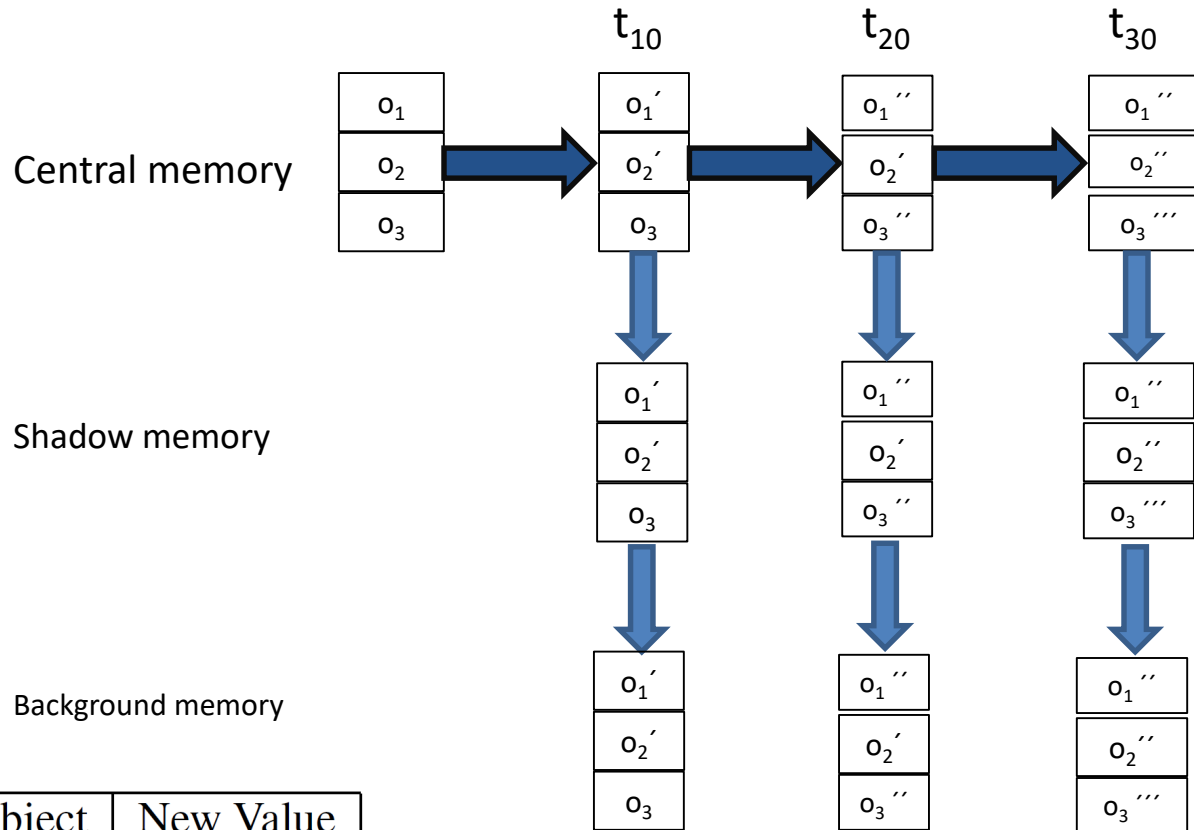 t₁₀ t₂₀ t₃₀
o₁ o₁´ o₁´´ o₁´´
Central memory o₂ o₂´ o₂´ o₂´´
o₃ o₃ o₃´´ o₃´´´
o₁´ o₁´´ o₁´´
Shadow memory o₂´ o₂´ o₂´´
o₃ o₃´´ o₃´´´
o₁´ o₁´´ o₁´´
Background memory
o₂´ o₂´ o₂´´
o₃ o₃´´ o₃´´´
bject New Value